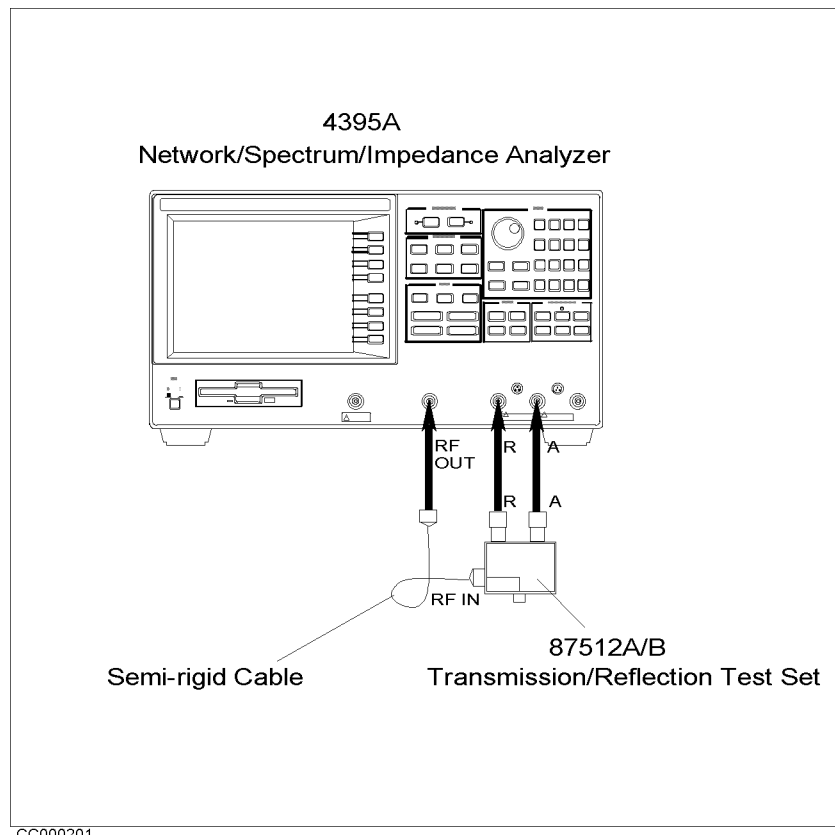 4395A
Network/Spectrum/Impedance Analyzer
RF
OUT
R
A
R
A
RF IN
87512A/B
Semi-rigid Cable
Transmission/Reflection Test Set
CC000201